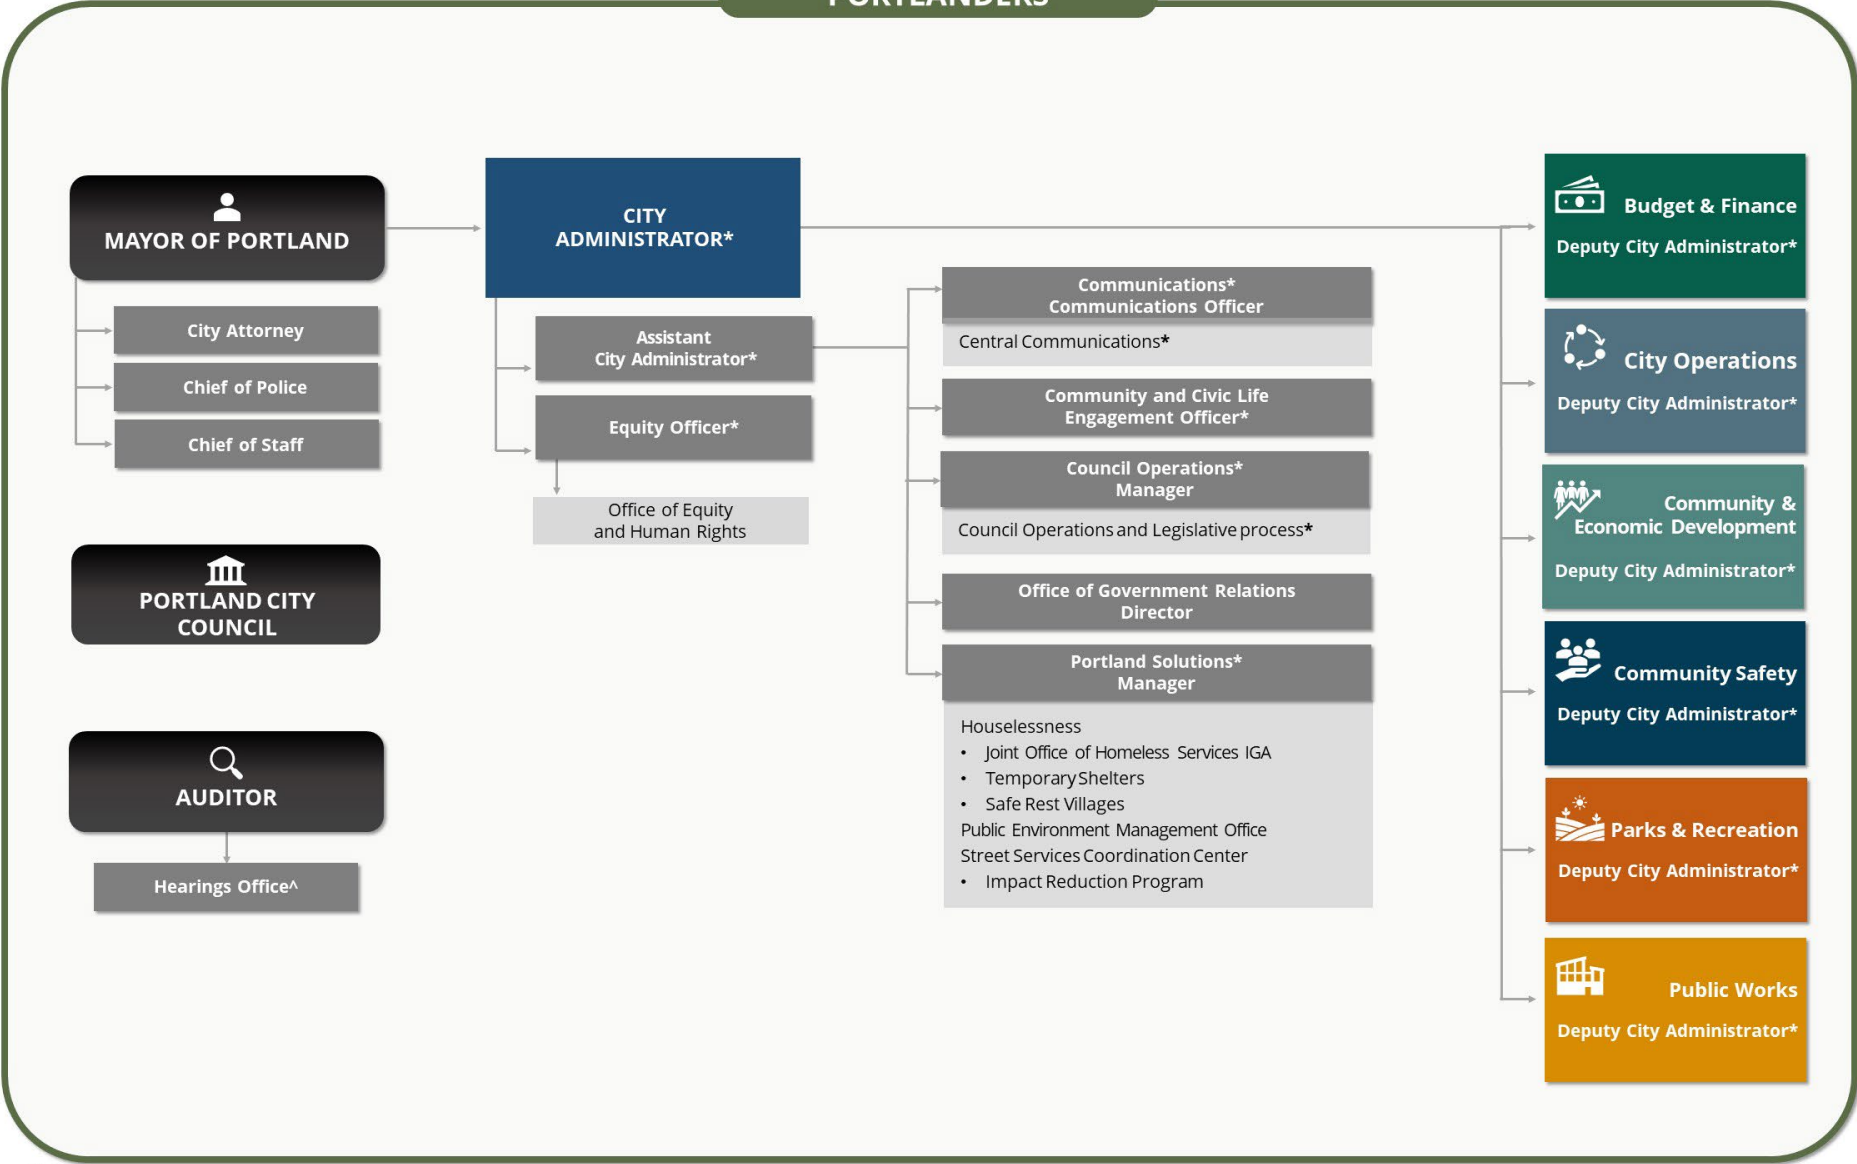 PORTLANDERS
MAYOR OF PORTLAND
City Attorney
Chief of Police
Chief of Staff
PORTLAND CITY
COUNCIL
AUDITOR
Hearings Office^
CITY
ADMINISTRATOR*
Assistant
City Administrator*
Equity Officer*
Office of Equity
and Human Rights
Communications*
Communications Officer
Central Communications*
Community and Civic Life
Engagement Officer*
Council Operations*
Manager
Council Operations and Legislative process*
Office of Government Relations
Director
Portland Solutions*
Manager
Houselessness
• Joint Office of Homeless Services IGA
• Temporary Shelters
• Safe Rest Villages
Public Environment Management Office
Street Services Coordination Center
• Impact Reduction Program
Budget & Finance
Deputy City Administrator*
City Operations
Deputy City Administrator*
Community &
Economic Development
Deputy City Administrator*
Community Safety
Deputy City Administrator*
Parks & Recreation
Deputy City Administrator*
Public Works
Deputy City Administrator*